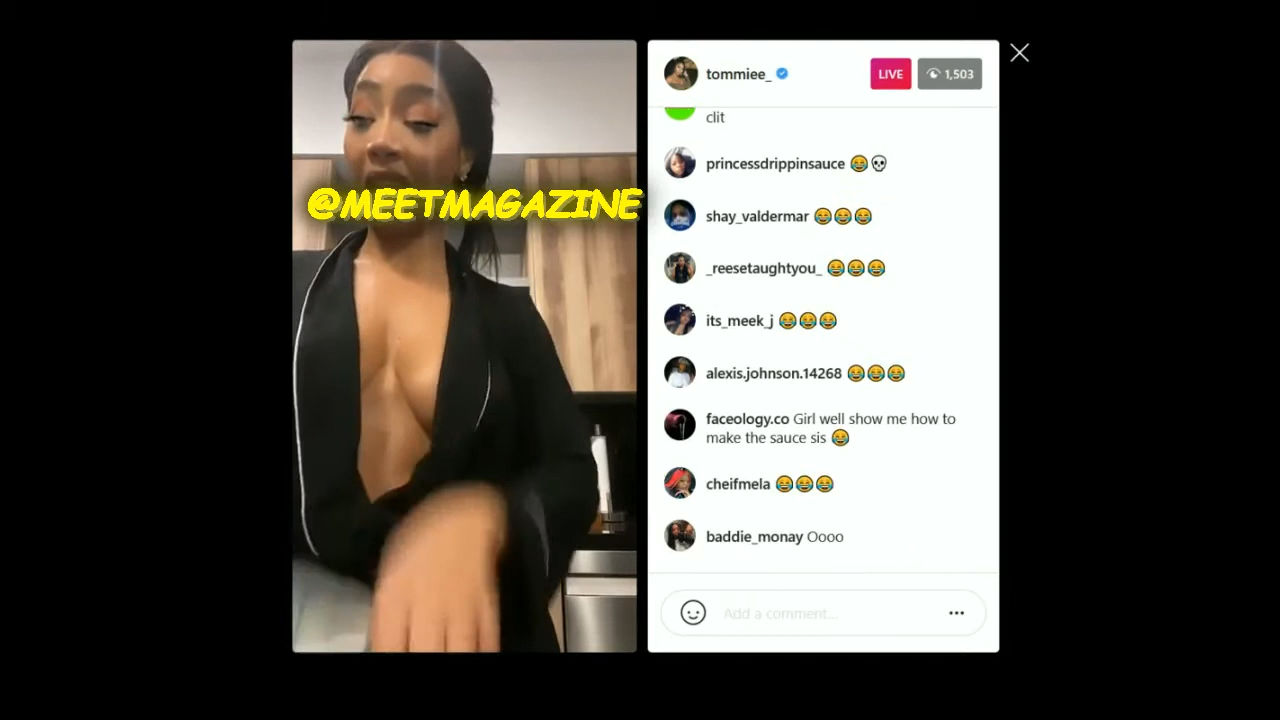 tommiee_
LIVE
1,503
clit
princessdrippinsauce 😂💀
@MEETMAGAZINE
shay_valdermar 😂😂😂
_reesetaughtyou_ 😂😂😂
its_meek_j 😂😂😂
alexis.johnson.14268 😂😂😂
faceology.co Girl well show me how to
make the sauce sis 😂
cheifmela 😂😂😂
baddie_monay Oooo
Add a comment...